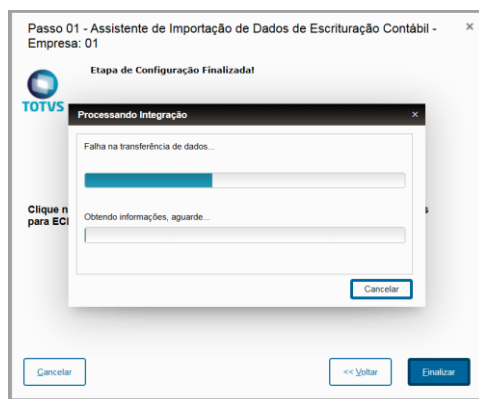 Passo 01 - Assistente de Importação de Dados de Escrituração Contábil -
Empresa: 01
×
Etapa de Configuração Finalizada!
TOTVS
Processando Integração
×
Falha na transferência de dados...
Clique n
s
para ECI
Obtendo informações, aguarde...
Cancelar
Cancelar
<< Voltar
Finalizar